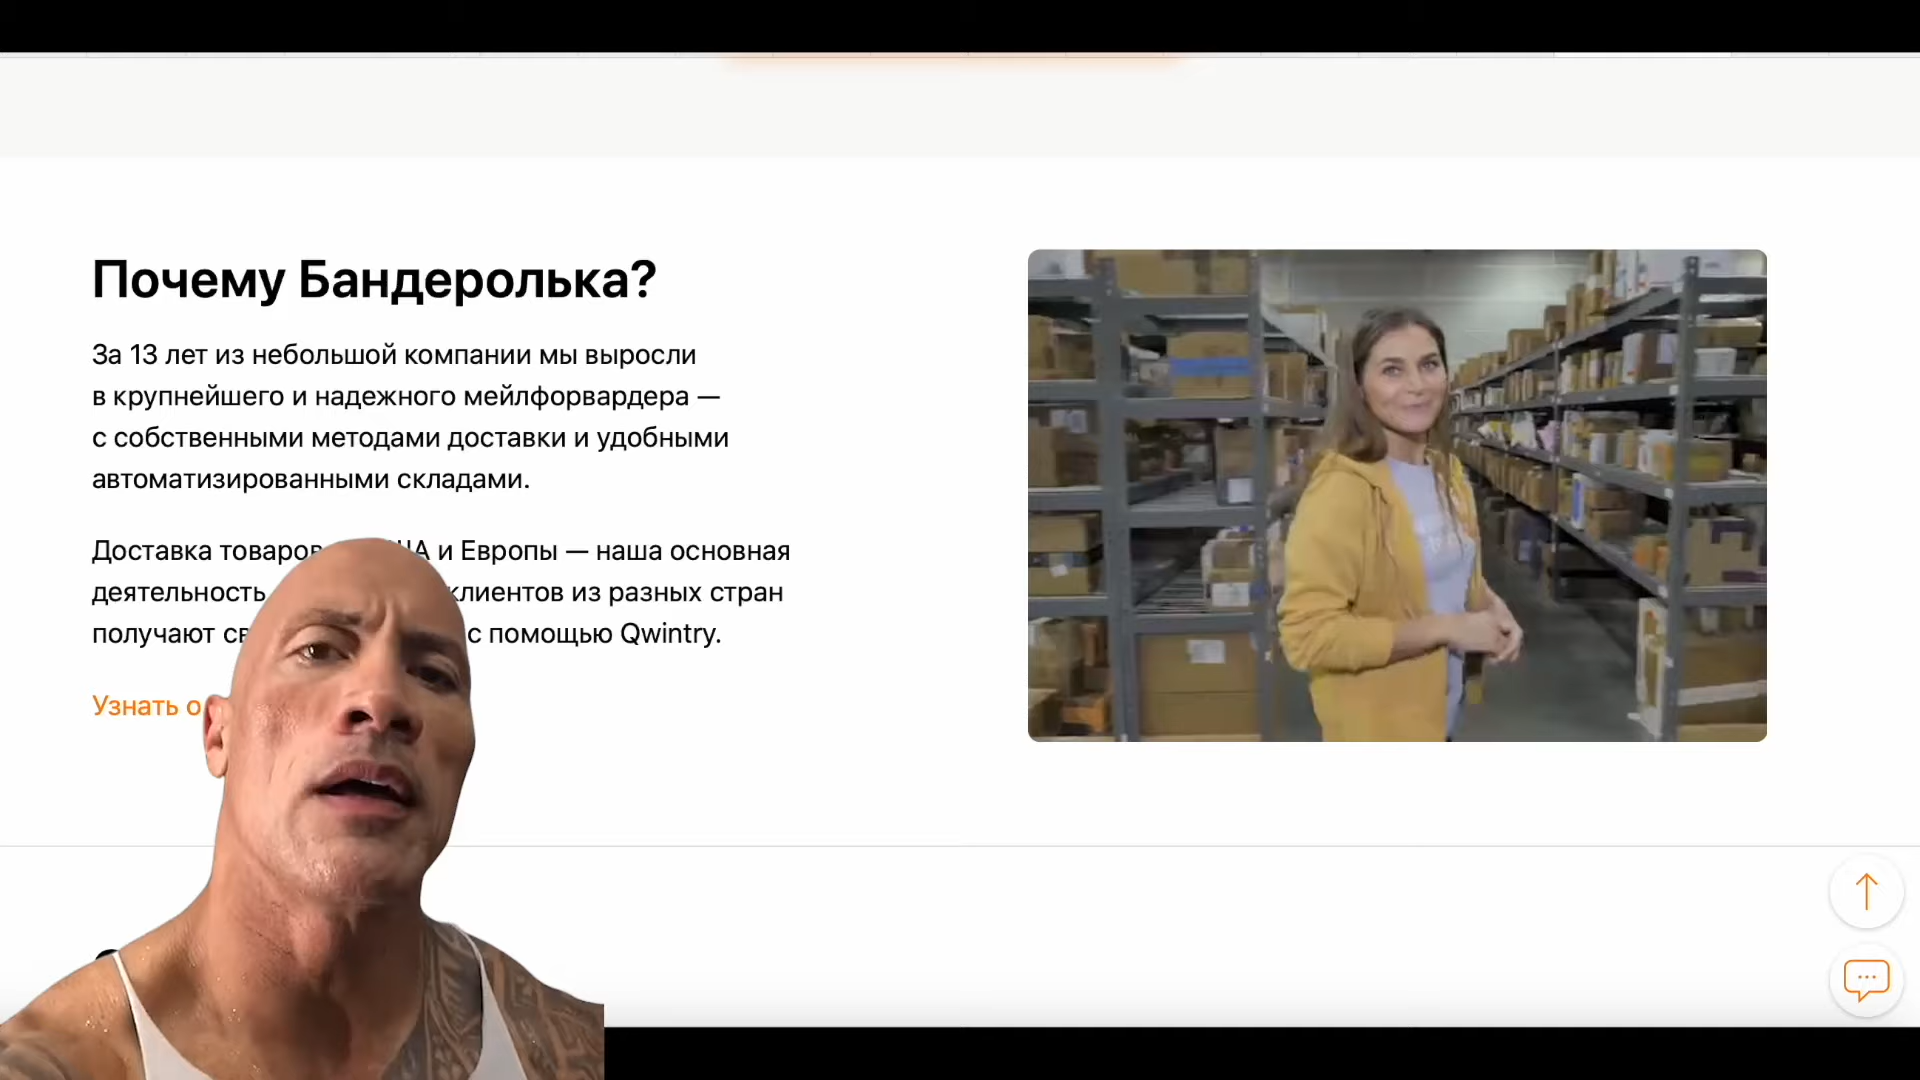 Почему Бандеролька?
За 13 лет из небольшой компании мы выросли
в крупнейшего и надежного мейлфорвардера —
с собственными методами доставки и удобными
автоматизированными складами.
Доставка товаров и Европы — наша основная
деятельность клиентов из разных стран
получают с помощью Qwintry.
Узнать